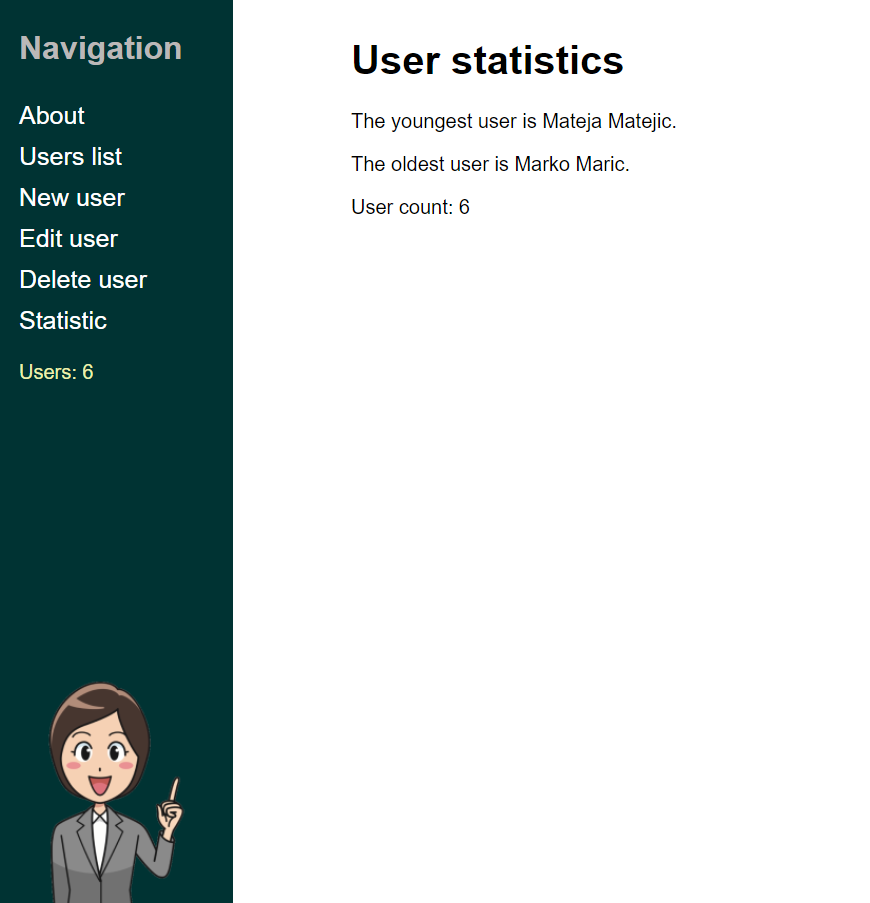 Navigation
About
Users list
New user
Edit user
Delete user
Statistic
Users: 6
User statistics
The youngest user is Mateja Matejic.
The oldest user is Marko Maric.
User count: 6